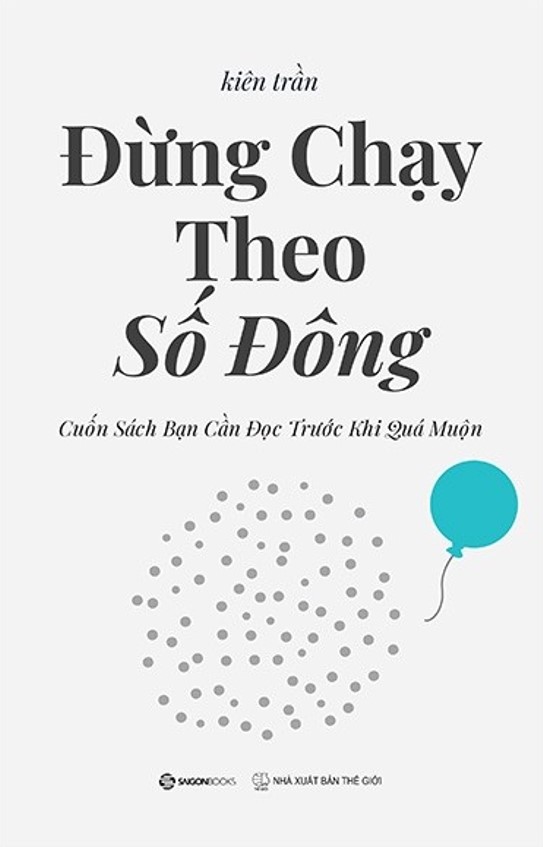 kiên trần
Đừng Chạy
Theo
Số Đông
Cuốn Sách Bạn Cần Đọc Trước Khi Quá Muộn
SAIGONBOOKS NHÀ XUẤT BẢN THẾ GIỚI